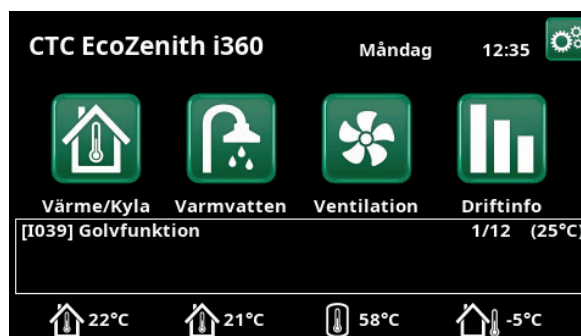 CTC EcoZenith i360 Måndag 12:35
Värme/Kyla Varmvatten Ventilation Driftinfo
[I039] Golvfunktion 1/12 (25°C)
22°C 21°C 58°C -5°C